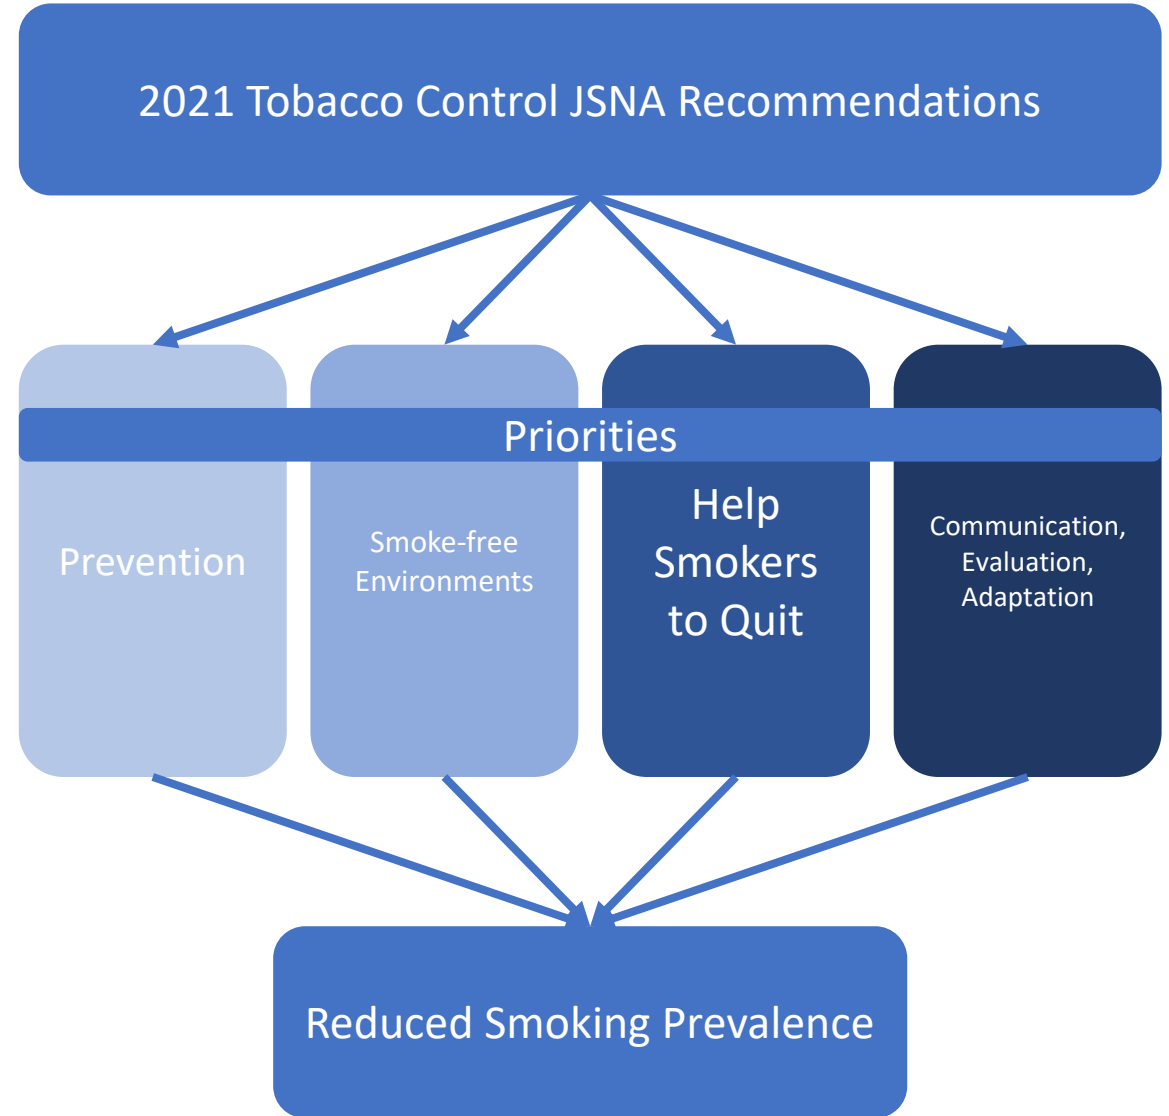 2021 Tobacco Control JSNA Recommendations
Priorities
Prevention
Smoke-free
Environments
Help
Smokers
to Quit
Communication,
Evaluation,
Adaptation
Reduced Smoking Prevalence